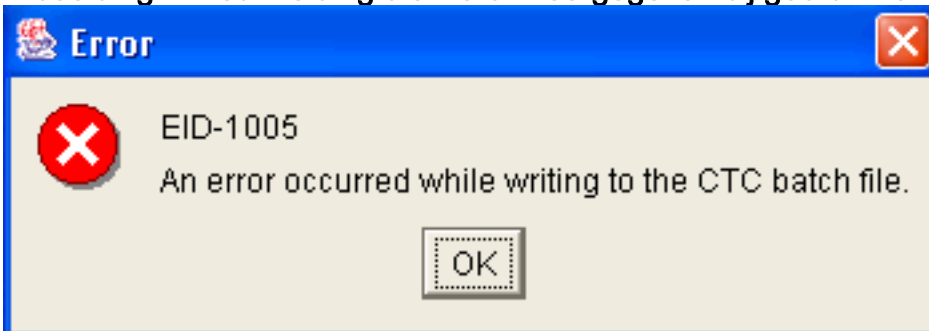 Error
EID-1005
An error occurred while writing to the CTC batch file.
OK